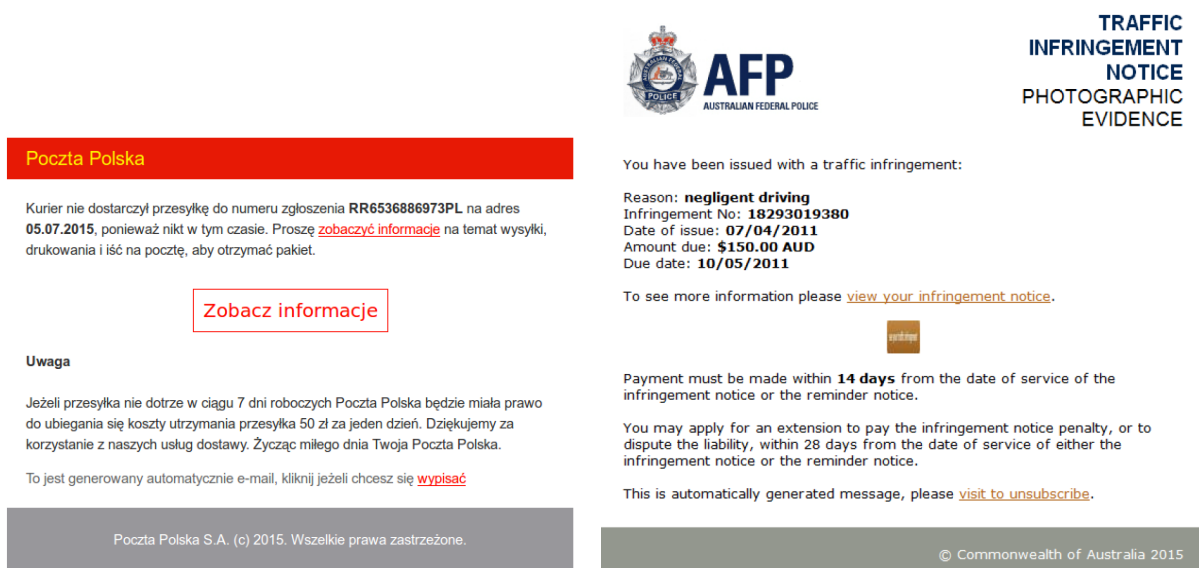 Poczta Polska
Kurier nie dostarczył przesyłkę do numeru zgłoszenia RR6536886973PL na adres
05.07.2015, ponieważ nikt w tym czasie. Proszę zobaczyć informacje na temat wysyłki,
drukowania i iść na pocztę, aby otrzymać pakiet.
Zobacz informacje
Uwaga
Jeżeli przesyłka nie dotrze w ciągu 7 dni roboczych Poczta Polska będzie miała prawo
do ubiegania się koszty utrzymania przesyłka 50 zł za jeden dzień. Dziękujemy za
korzystanie z naszych usług dostawy. Życząc miłego dnia Twoja Poczta Polska.
To jest generowany automatycznie e-mail, kliknij jeżeli chcesz się wypisać
Poczta Polska S.A. (c) 2015. Wszelkie prawa zastrzeżone.
AUSTRALIAN FEDERAL
POLICE
AFP
AUSTRALIAN FEDERAL POLICE
TRAFFIC
INFRINGEMENT
NOTICE
PHOTOGRAPHIC
EVIDENCE
You have been issued with a traffic infringement:
Reason: negligent driving
Infringement No: 18293019380
Date of issue: 07/04/2011
Amount due: $150.00 AUD
Due date: 10/05/2011
To see more information please view your infringement notice.
Payment must be made within 14 days from the date of service of the
infringement notice or the reminder notice.
You may apply for an extension to pay the infringement notice penalty, or to
dispute the liability, within 28 days from the date of service of either the
infringement notice or the reminder notice.
This is automatically generated message, please visit to unsubscribe.
© Commonwealth of Australia 2015